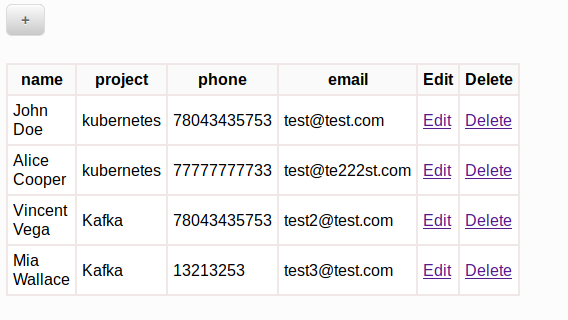 +
name project phone email Edit Delete
John Doe kubernetes 78043435753 test@test.com Edit Delete
Alice Cooper kubernetes 77777777733 test@te222st.com Edit Delete
Vincent Vega Kafka 78043435753 test2@test.com Edit Delete
Mia Wallace Kafka 13213253 test3@test.com Edit Delete